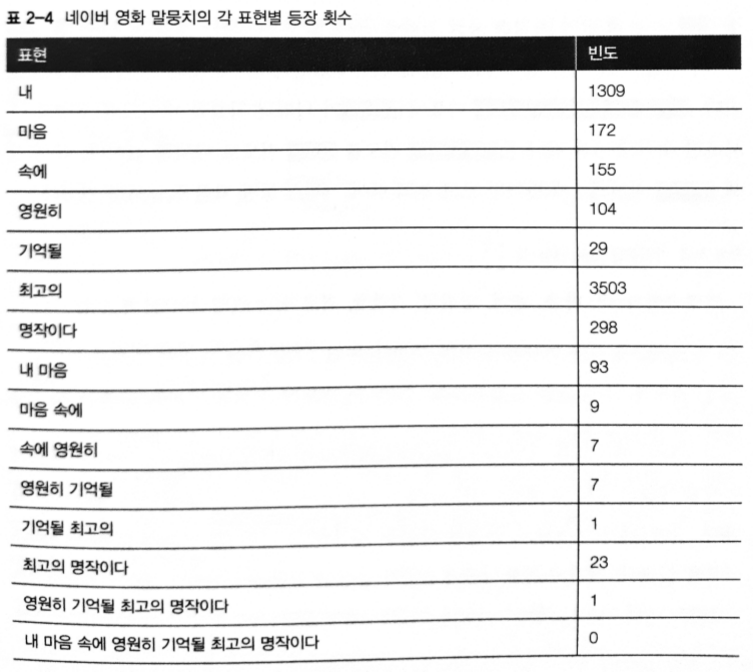 표 2-4 네이버 영화 말뭉치의 각 표현별 등장 횟수
표현 빈도
내 1309
마음 172
속에 155
영원히 104
기억될 29
최고의 3503
명작이다 298
내 마음 93
마음 속에 9
속에 영원히 7
영원히 기억될 7
기억될 최고의 1
최고의 명작이다 23
영원히 기억될 최고의 명작이다 1
내 마음 속에 영원히 기억될 최고의 명작이다 0